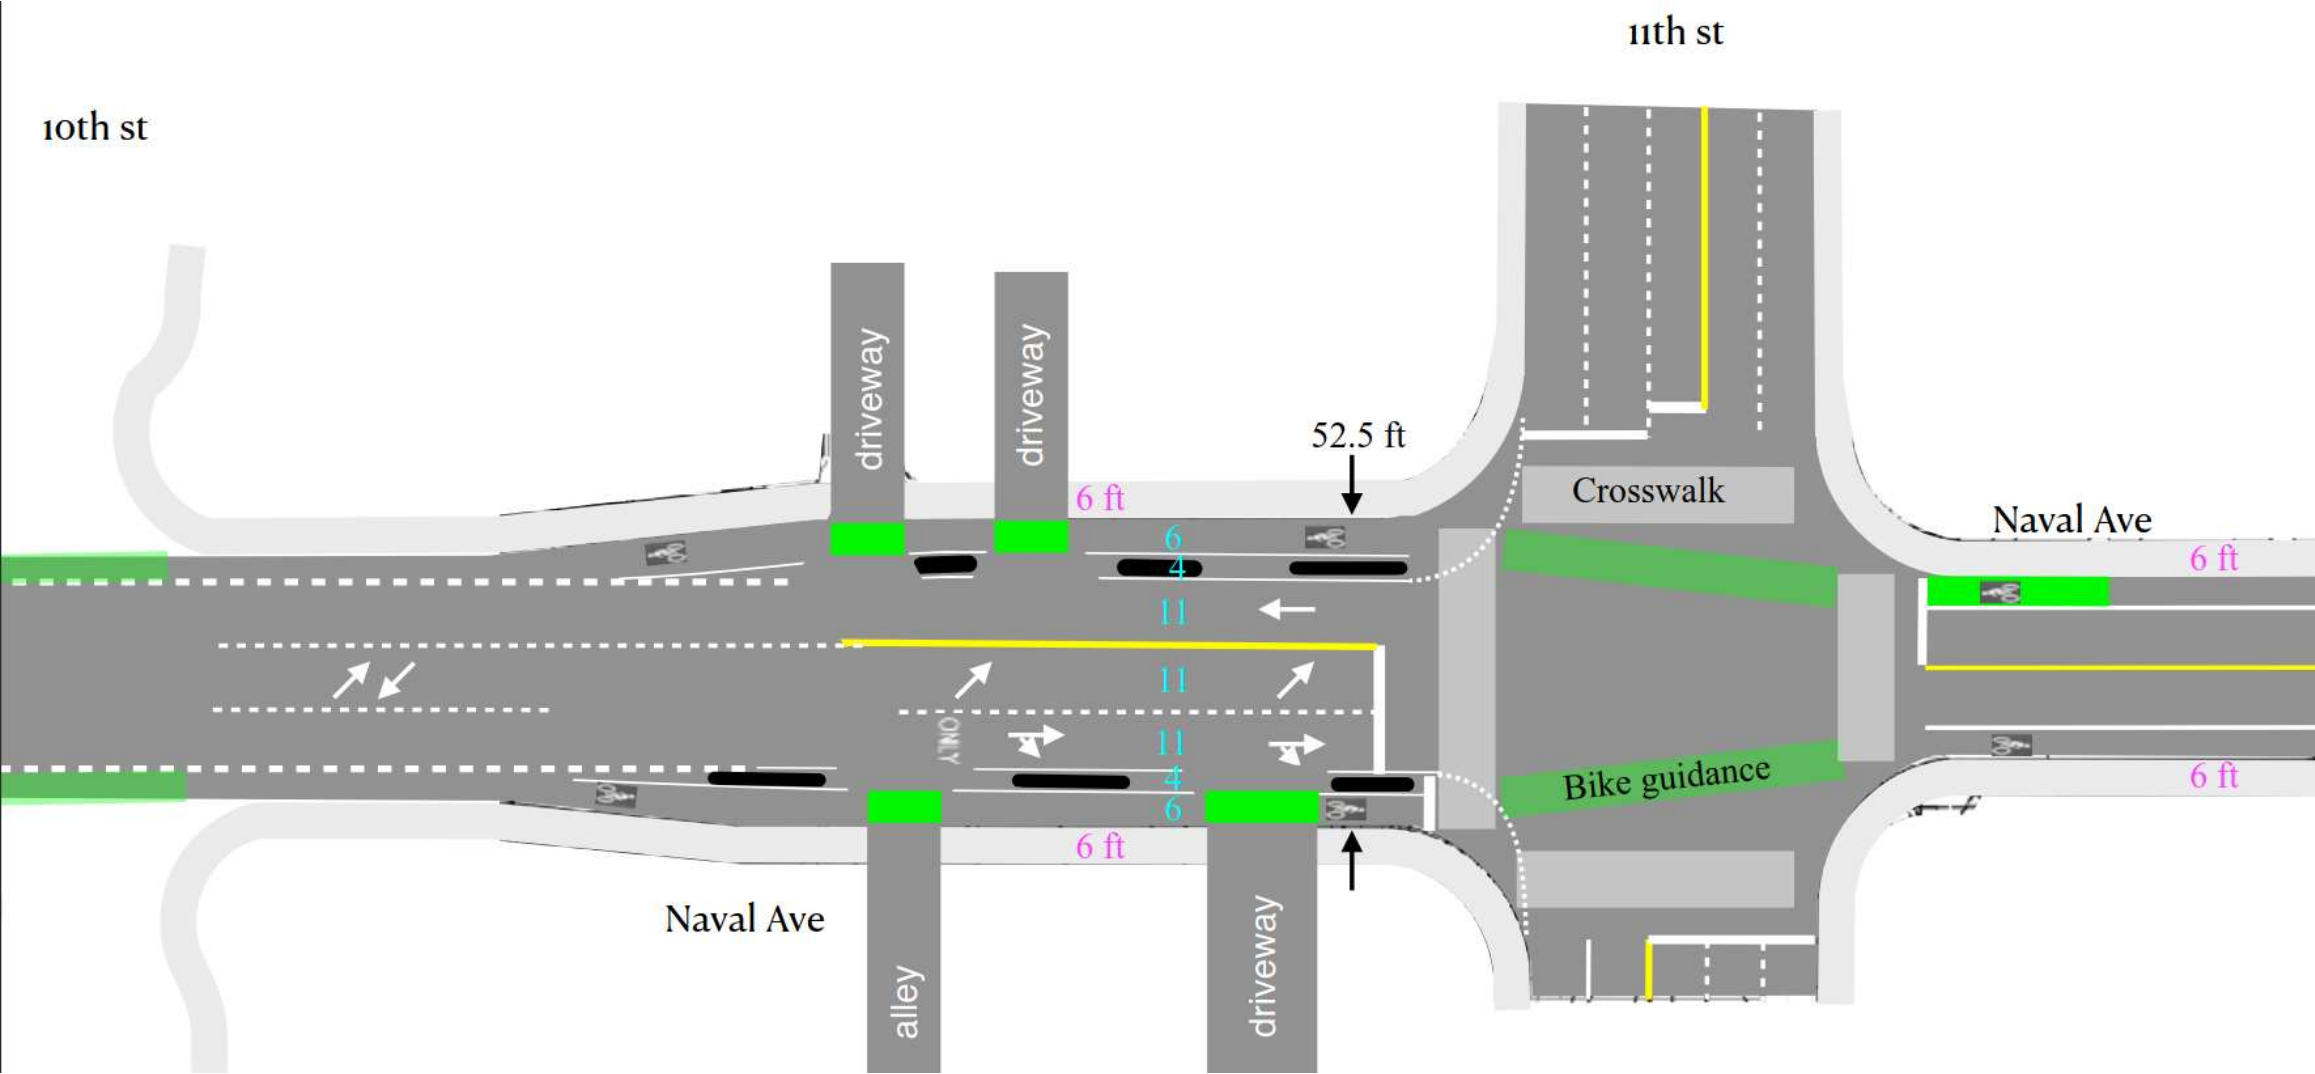 11th st
10th st
driveway
driveway
52.5 ft
Crosswalk
6 ft
Naval Ave
6
4
6 ft
11
11
ONLY
11
4
6
Bike guidance
6 ft
6 ft
Naval Ave
alley
driveway